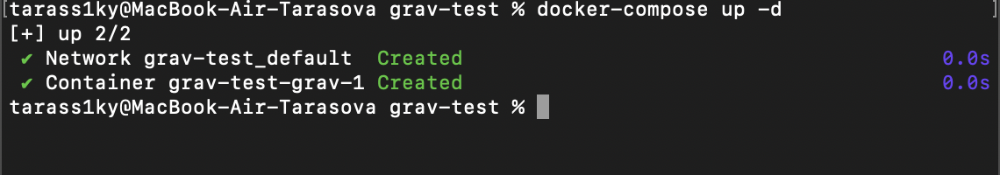 [tarass1ky@MacBook-Air-Tarasova grav-test % docker-compose up -d ]
[+] up 2/2
✔ Network grav-test_default Created 0.0s
✔ Container grav-test-grav-1 Created 0.0s
tarass1ky@MacBook-Air-Tarasova grav-test %